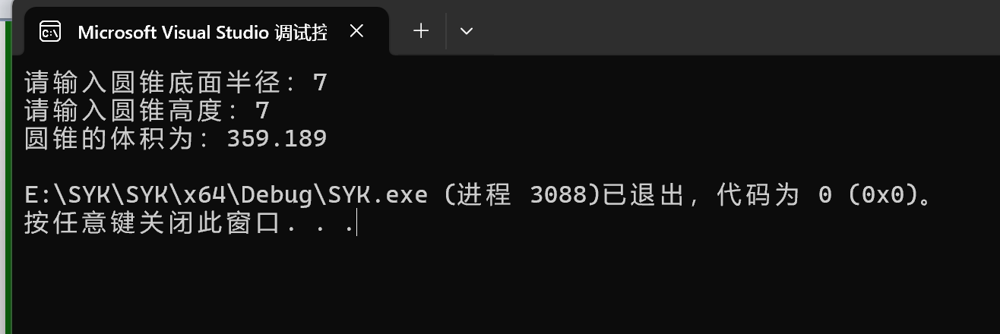 Microsoft Visual Studio 调试控
请输入圆锥底面半径：7
请输入圆锥高度：7
圆锥的体积为：359.189
E:\SYK\SYK\x64\Debug\SYK.exe (进程 3088)已退出，代码为 0 (0x0)。
按任意键关闭此窗口. . .